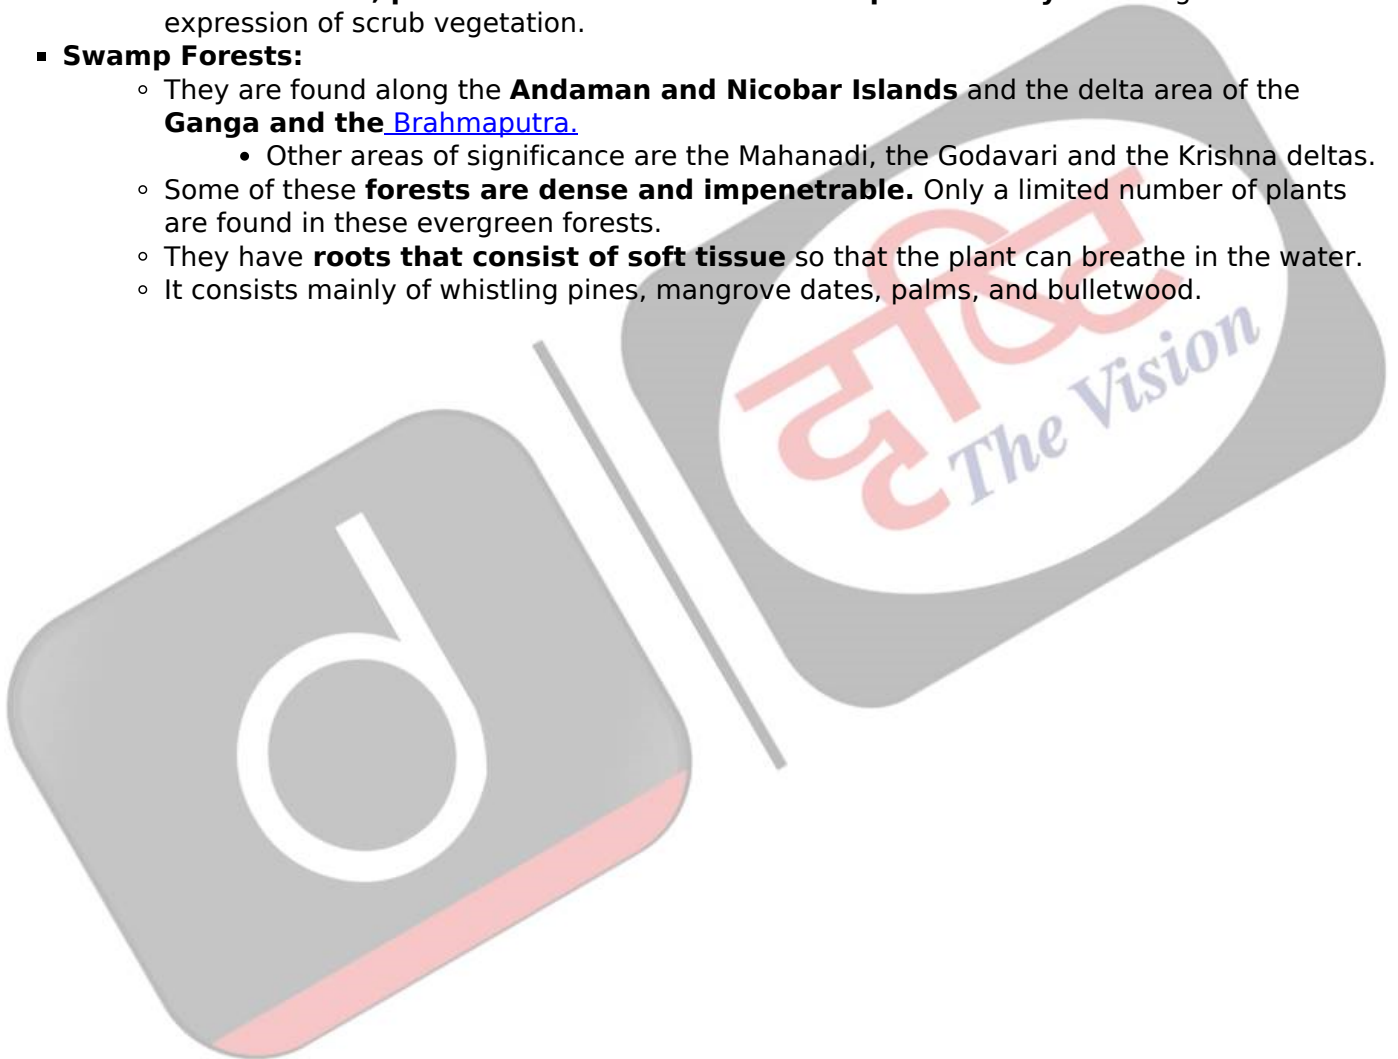 expression of scrub vegetation.
▪ Swamp Forests:
◦ They are found along the Andaman and Nicobar Islands and the delta area of the
Ganga and the Brahmaputra.
• Other areas of significance are the Mahanadi, the Godavari and the Krishna deltas.
◦ Some of these forests are dense and impenetrable. Only a limited number of plants
are found in these evergreen forests.
◦ They have roots that consist of soft tissue so that the plant can breathe in the water.
◦ It consists mainly of whistling pines, mangrove dates, palms, and bulletwood.
दृष्टि
The Vision
d